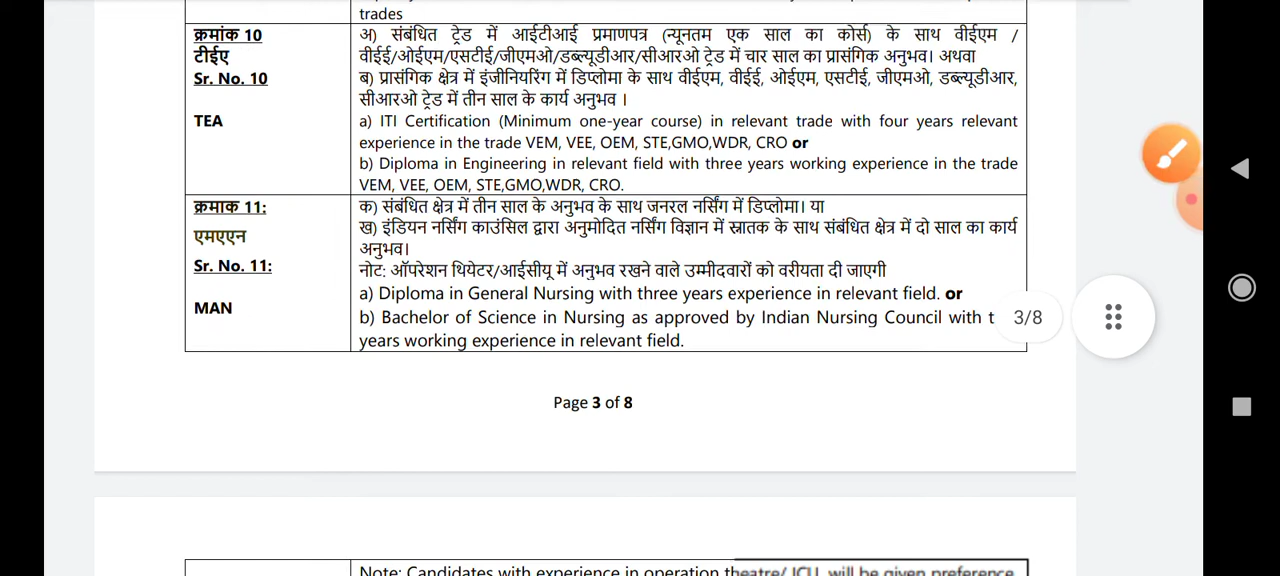 trades
क्रमांक 10
टीईए
Sr. No. 10
TEA
अ) संबंधित ट्रेड में आईटीआई प्रमाणपत्र (न्यूनतम एक साल का कोर्स) के साथ वीईएम /
वीईई/ओईएम/एसटीई/जीएमओ/डब्ल्यूडीआर/सीआरओ ट्रेड में चार साल का प्रासंगिक अनुभव। अथवा
ब) प्रासंगिक क्षेत्र में इंजीनियरिंग में डिप्लोमा के साथ वीईएम, वीईई, ओईएम, एसटीई, जीएमओ, डब्ल्यूडीआर,
सीआरओ ट्रेड में तीन साल के कार्य अनुभव ।
a) ITI Certification (Minimum one-year course) in relevant trade with four years relevant
experience in the trade VEM, VEE, OEM, STE,GMO,WDR, CRO or
b) Diploma in Engineering in relevant field with three years working experience in the trade
VEM, VEE, OEM, STE,GMO,WDR, CRO.
क्रमाक 11:
एमएएन
Sr. No. 11:
MAN
क) संबंधित क्षेत्र में तीन साल के अनुभव के साथ जनरल नर्सिंग में डिप्लोमा। या
ख) इंडियन नर्सिंग काउंसिल द्वारा अनुमोदित नर्सिंग विज्ञान में स्नातक के साथ संबंधित क्षेत्र में दो साल का कार्य
अनुभव।
नोट: ऑपरेशन थियेटर/आईसीयू में अनुभव रखने वाले उम्मीदवारों को वरीयता दी जाएगी
a) Diploma in General Nursing with three years experience in relevant field. or
b) Bachelor of Science in Nursing as approved by Indian Nursing Council with t
years working experience in relevant field.
3/8
Page 3 of 8
Note: Candidates with experience in operation theatre/ ICU will be given preference